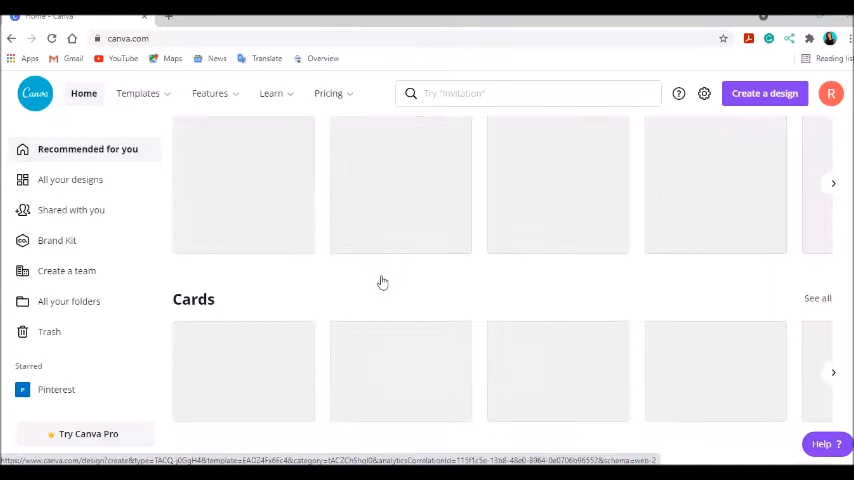 Home - Canva
canva.com
Apps Gmail YouTube Maps News Translate Overview Reading list
Canva Home Templates Features Learn Pricing Try "Invitation" Create a design R
Recommended for you
All your designs
Shared with you
Brand Kit
Create a team
All your folders
Trash
Starred
P Pinterest
Try Canva Pro
Cards See all
Help ?